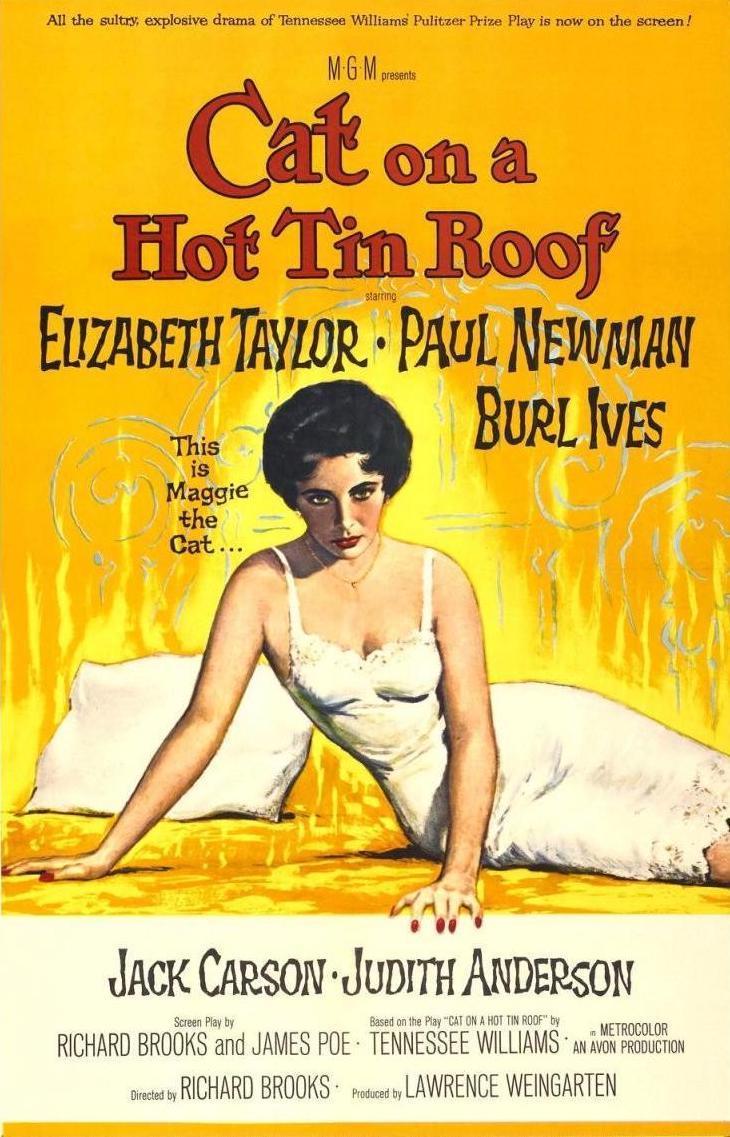 All the sultry, explosive drama of Tennessee Williams' Pulitzer Prize Play is now on the screen!
M·G·M presents
Cat on a
Hot Tin Roof
starring
ELIZABETH TAYLOR · PAUL NEWMAN
BURL IVES
This
is
Maggie
the
Cat...
JACK CARSON · JUDITH ANDERSON
Screen Play by
RICHARD BROOKS and JAMES POE ·
Based on the Play "CAT ON A HOT TIN ROOF" by
TENNESSEE WILLIAMS ·
in METROCOLOR
AN AVON PRODUCTION
Directed by RICHARD BROOKS · Produced by LAWRENCE WEINGARTEN